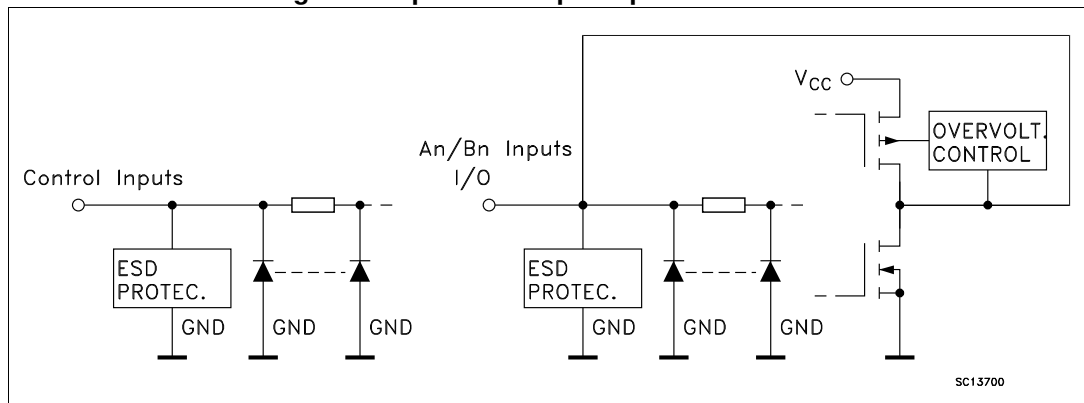 Control Inputs
ESD
PROTEC.
GND
GND
GND
An/Bn Inputs
I/O
ESD
PROTEC.
GND
GND
GND
VCC
OVERVOLT.
CONTROL
SC13700